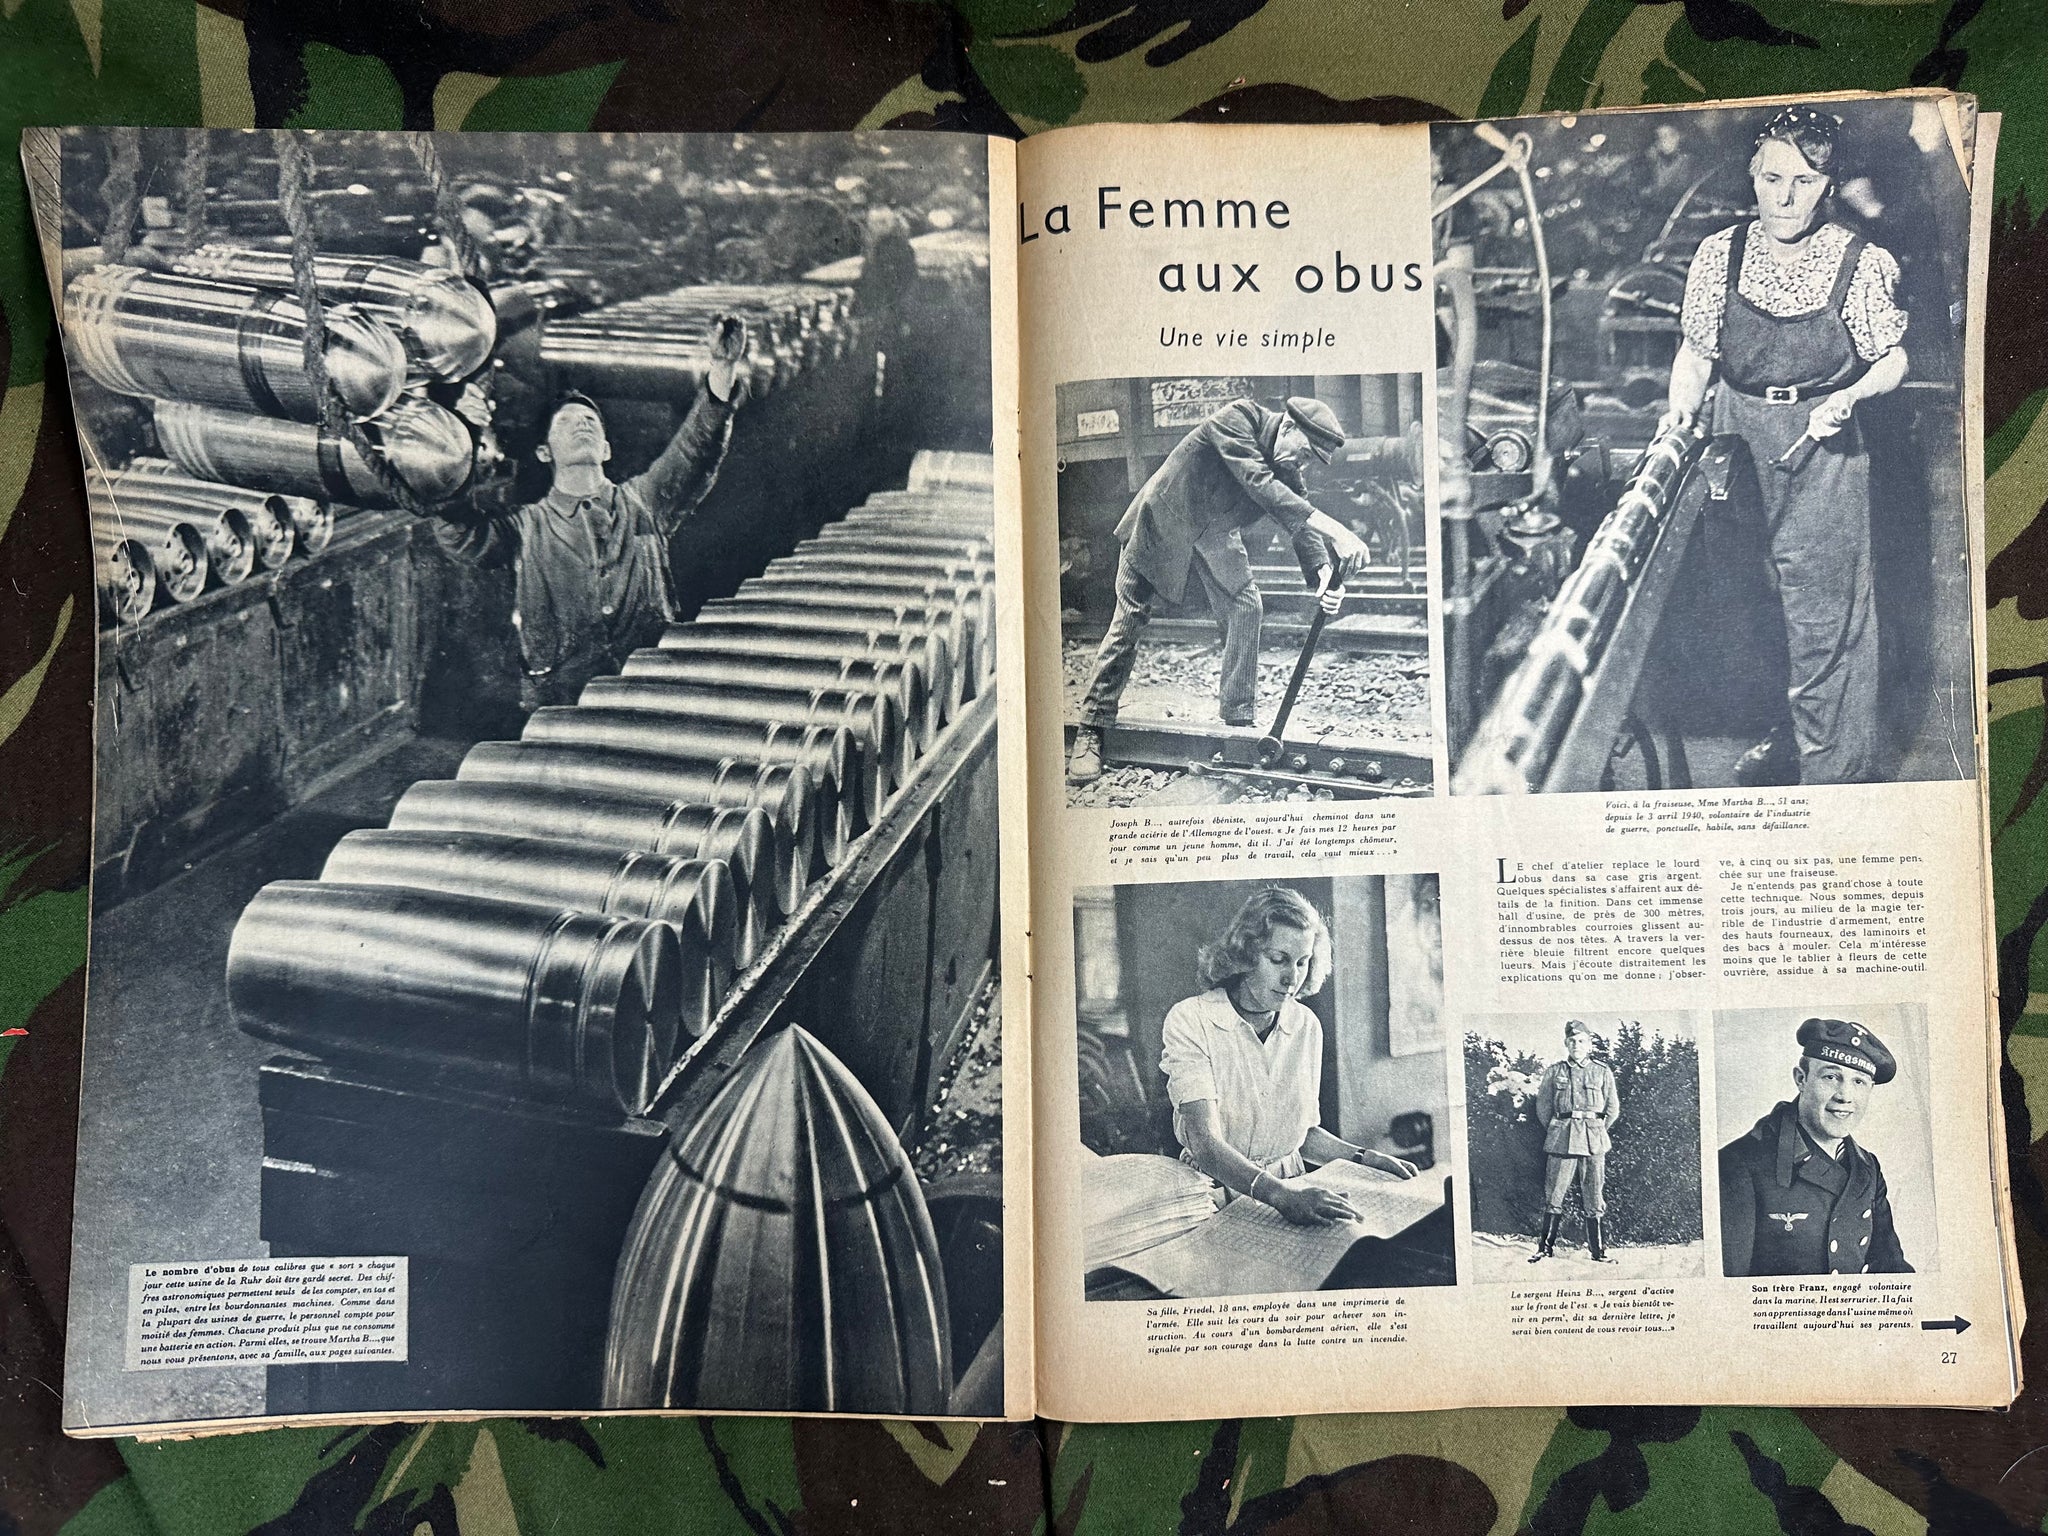 Le nombre d'obus de tous calibres que « sort » chaque
jour cette usine de la Ruhr doit être gardé secret. Des chif-
fres astronomiques permettent seuls de les compter, en tas et
en piles, entre les bourdonnantes machines. Comme dans
la plupart des usines de guerre, le personnel compte pour
moitié des femmes. Chacune produit plus que ne consomme
une batterie en action. Parmi elles, se trouve Martha B..., que
nous vous présentons, avec sa famille, aux pages suivantes.
La Femme
aux obus
Une vie simple
Joseph B..., autrefois ébéniste, aujourd'hui cheminot dans une
grande aciérie de l'Allemagne de l'ouest. « Je fais mes 12 heures par
jour comme un jeune homme, dit il. J'ai été longtemps chômeur,
et je sais qu'un peu plus de travail, cela vaut mieux... »
Voici, à la fraiseuse, Mme Martha B..., 51 ans;
depuis le 3 avril 1940, volontaire de l'industrie
de guerre, ponctuelle, habile, sans défaillance.
LE chef d'atelier replace le lourd
obus dans sa case gris argent.
Quelques spécialistes s'affairent aux dé-
tails de la finition. Dans cet immense
hall d'usine, de près de 300 mètres,
d'innombrables courroies glissent au-
dessus de nos têtes. A travers la ver-
rière bleuie filtrent encore quelques
lueurs. Mais j'écoute distraitement les
explications qu'on me donne; j'obser-
ve, à cinq ou six pas, une femme pen-
chée sur une fraiseuse.
Je n'entends pas grand'chose à toute
cette technique. Nous sommes, depuis
trois jours, au milieu de la magie ter-
rible de l'industrie d'armement, entre
des hauts fourneaux, des laminoirs et
des bacs à mouler. Cela m'intéresse
moins que le tablier à fleurs de cette
ouvrière, assidue à sa machine-outil.
Kriegsmar
Sa fille, Friedel, 18 ans, employée dans une imprimerie de
l'armée. Elle suit les cours du soir pour achever son in-
struction. Au cours d'un bombardement aérien, elle s'est
signalée par son courage dans la lutte contre un incendie.
Le sergent Heinz B..., sergent d'active
sur le front de l'est. « Je vais bientôt ve-
nir en perm', dit sa dernière lettre, je
serai bien content de vous revoir tous...»
Son frère Franz, engagé volontaire
dans la marine. Il est serrurier. Il a fait
son apprentissage dans l'usine même où
travaillent aujourd'hui ses parents.
27